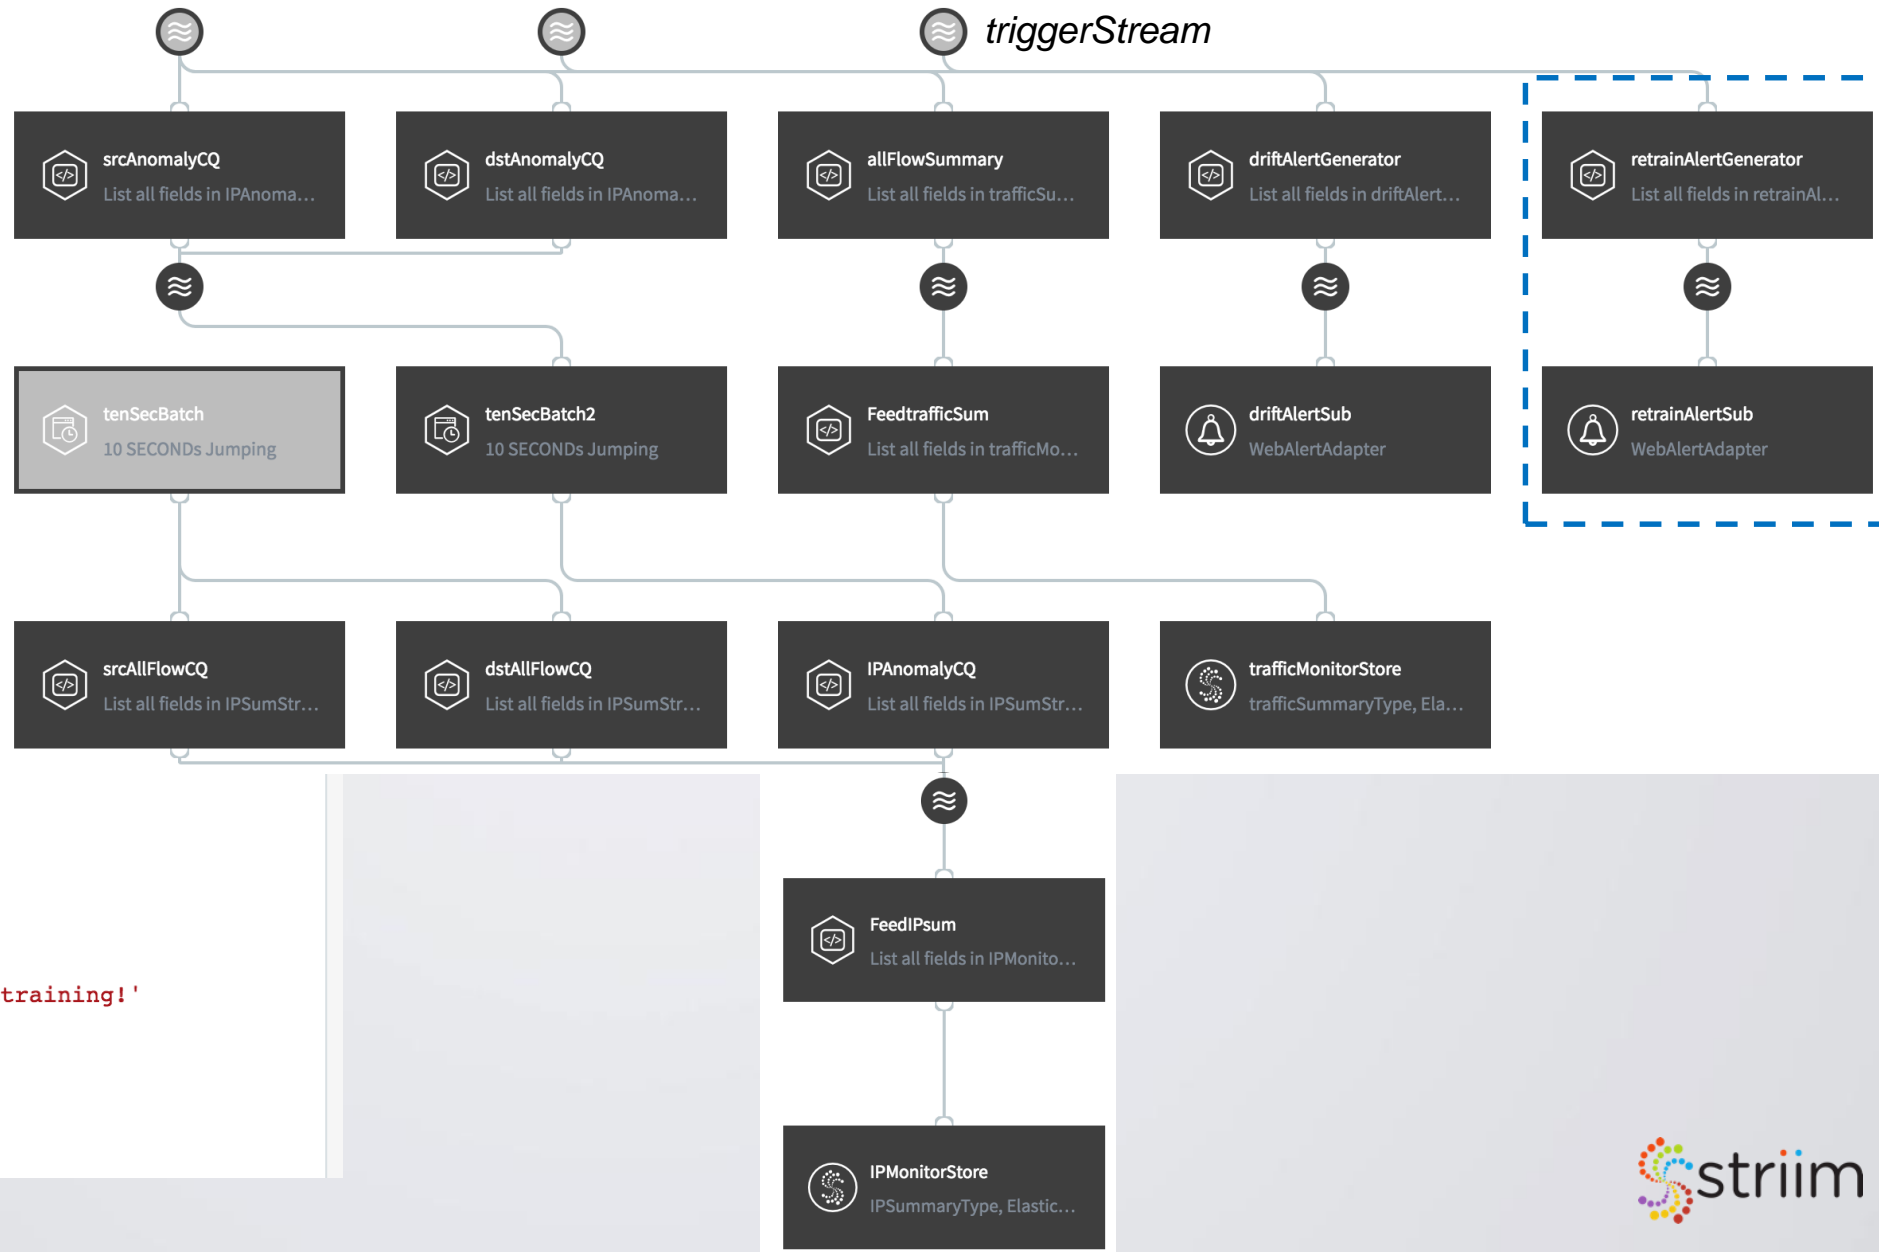 triggerStream
srcAnomalyCQ
List all fields in IPAnoma...
dstAnomalyCQ
List all fields in IPAnoma...
allFlowSummary
List all fields in trafficSu...
driftAlertGenerator
List all fields in driftAlert...
retrainAlertGenerator
List all fields in retrainAl...
tenSecBatch
10 SECONDs Jumping
tenSecBatch2
10 SECONDs Jumping
FeedtrafficSum
List all fields in trafficMo...
driftAlertSub
WebAlertAdapter
retrainAlertSub
WebAlertAdapter
srcAllFlowCQ
List all fields in IPSumStr...
dstAllFlowCQ
List all fields in IPSumStr...
IPAnomalyCQ
List all fields in IPSumStr...
trafficMonitorStore
trafficSummaryType, Ela...
FeedIPsum
List all fields in IPMonito...
training!'
IPMonitorStore
IPSummaryType, Elastic...
striim